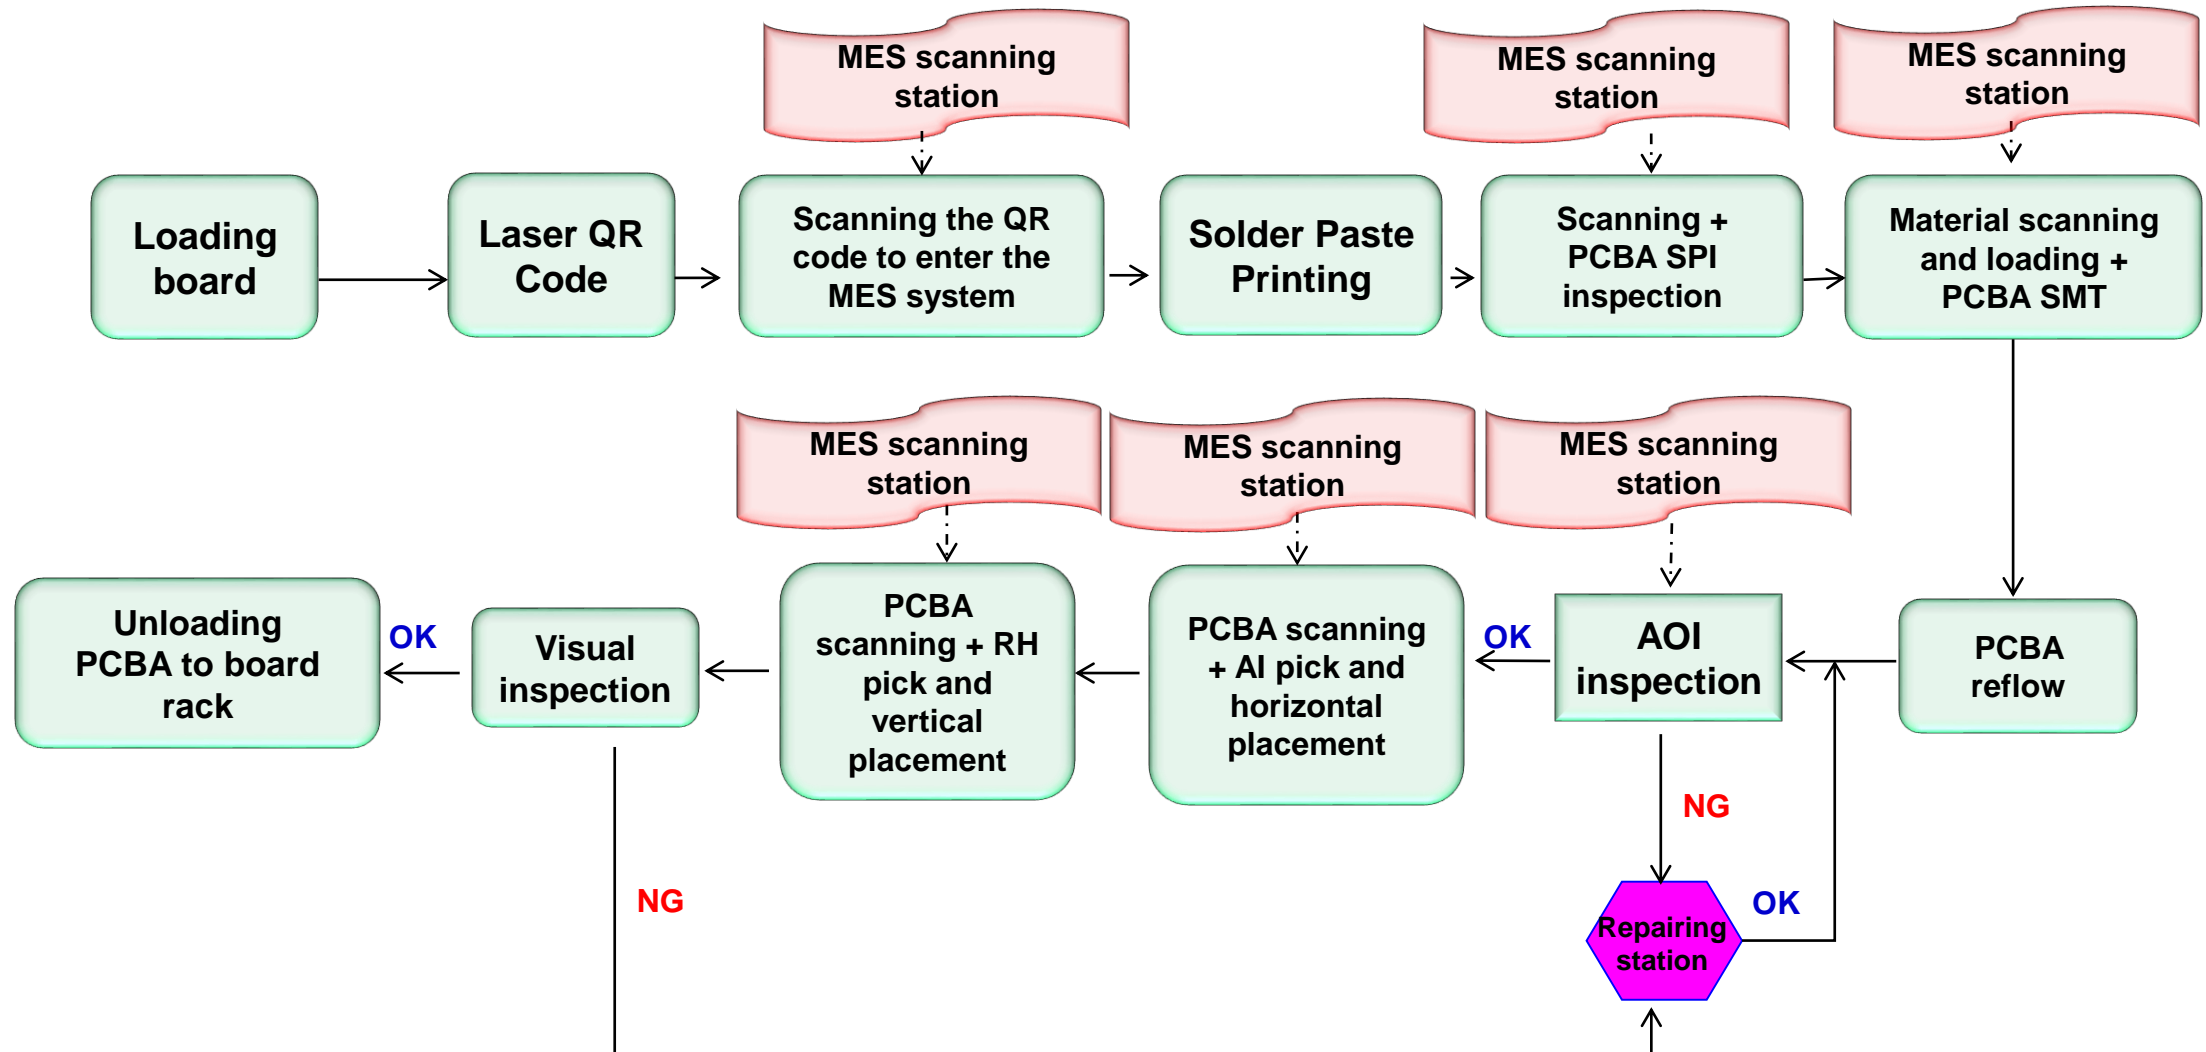 MES scanning
station
MES scanning
station
MES scanning
station
Loading
board
Laser QR
Code
Scanning the QR
code to enter the
MES system
Solder Paste
Printing
Scanning +
PCBA SPI
inspection
Material scanning
and loading +
PCBA SMT
MES scanning
station
MES scanning
station
MES scanning
station
Unloading
PCBA to board
rack
OK
Visual
inspection
PCBA
scanning + RH
pick and
vertical
placement
PCBA scanning
+ AI pick and
horizontal
placement
OK
AOI
inspection
PCBA
reflow
NG
NG
OK
Repairing
station